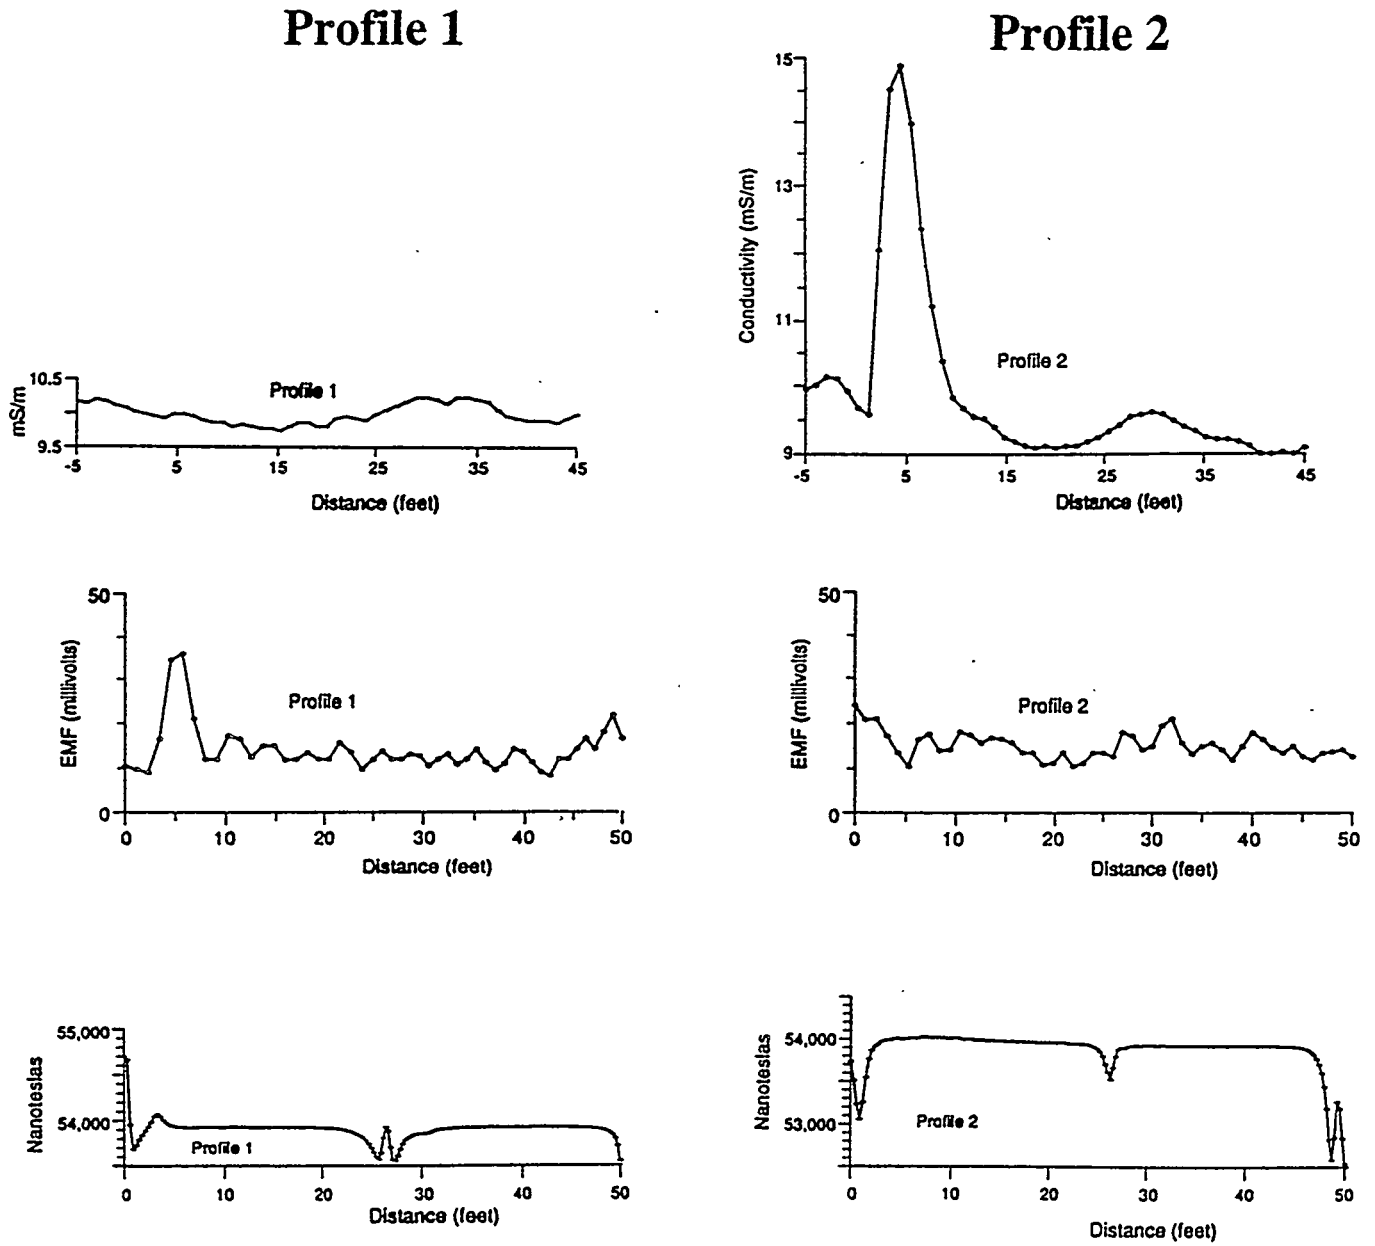 Profile 1
Profile 2
15
13
11
9
Conductivity (mS/m)
Profile 2
-5 5 15 25 35 45
Distance (feet)
10.5
9.5
mS/m
Profile 1
-5 5 15 25 35 45
Distance (feet)
50
0
EMF (millivolts)
Profile 1
0 10 20 30 40 50
Distance (feet)
50
0
EMF (millivolts)
Profile 2
0 10 20 30 40 50
Distance (feet)
55,000
54,000
Nanoteslas
Profile 1
0 10 20 30 40 50
Distance (feet)
54,000
53,000
Nanoteslas
Profile 2
0 10 20 30 40 50
Distance (feet)